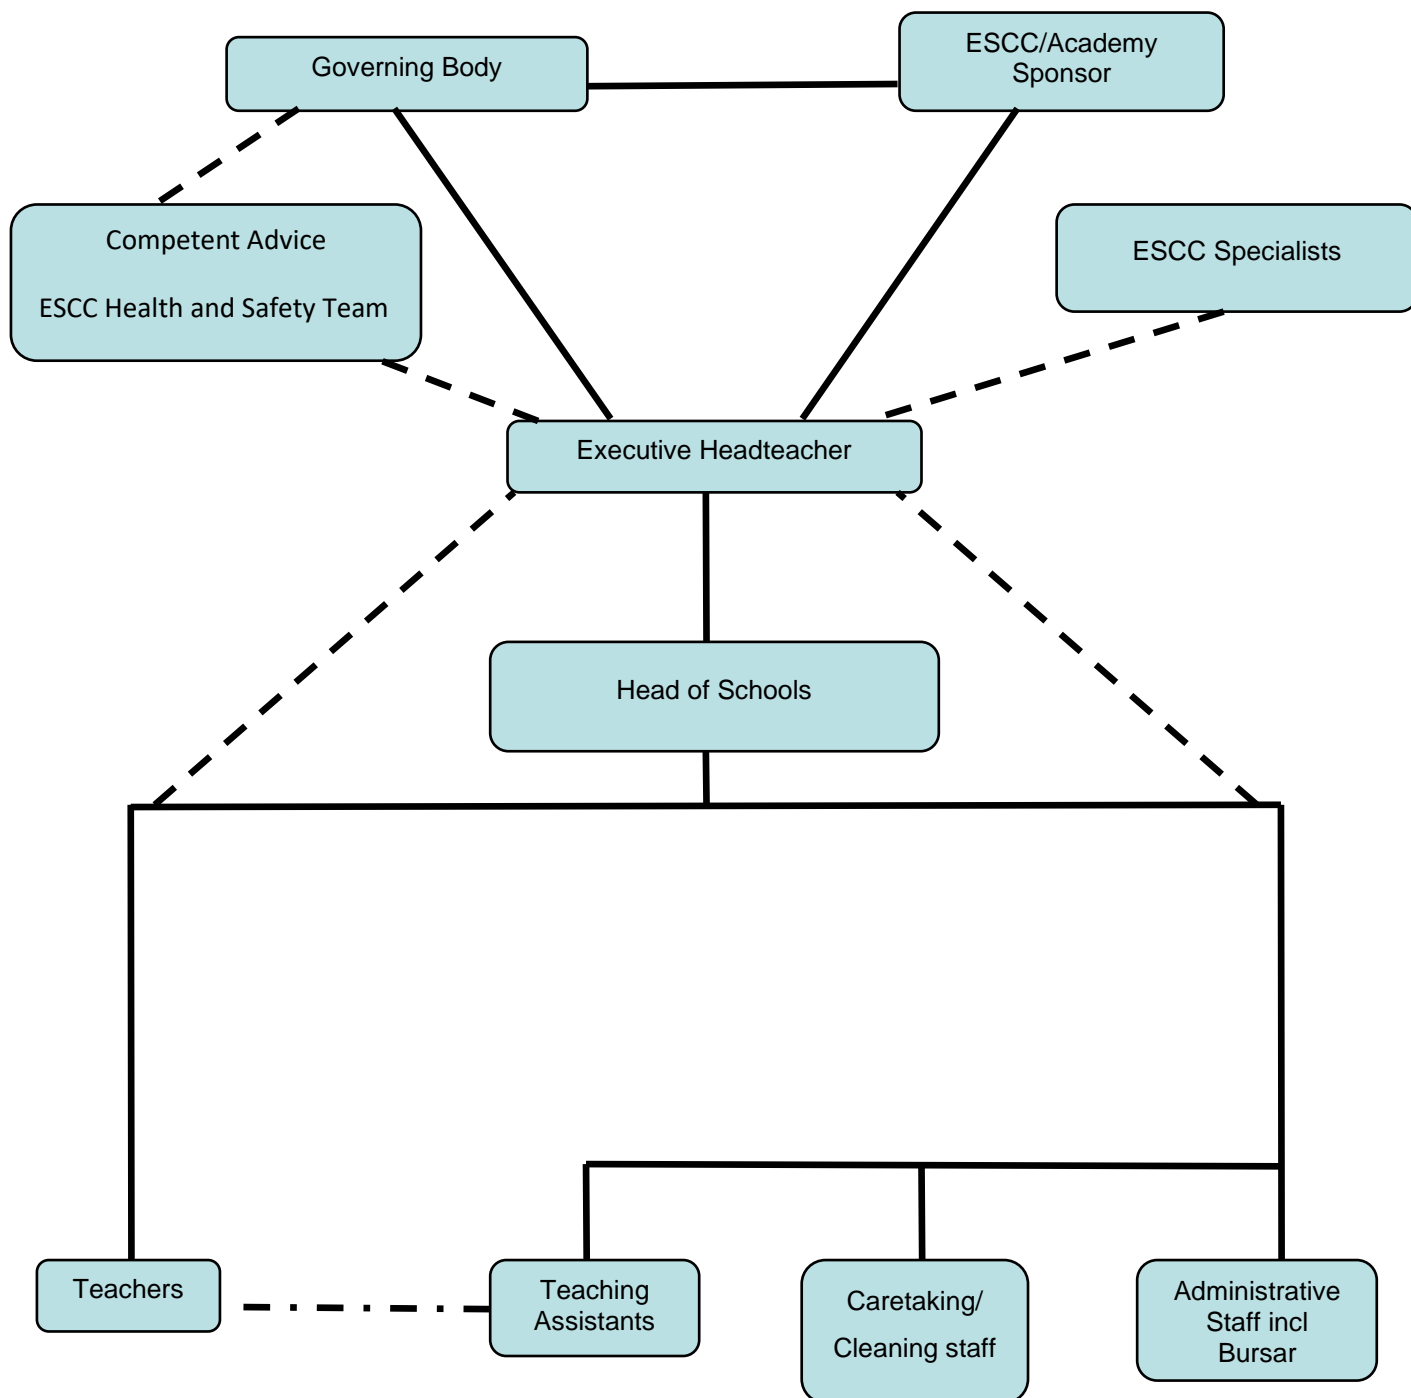 Governing Body
ESCC/Academy
Sponsor
Competent Advice
ESCC Health and Safety Team
ESCC Specialists
Executive Headteacher
Head of Schools
Teachers
Teaching
Assistants
Caretaking/
Cleaning staff
Administrative
Staff incl
Bursar